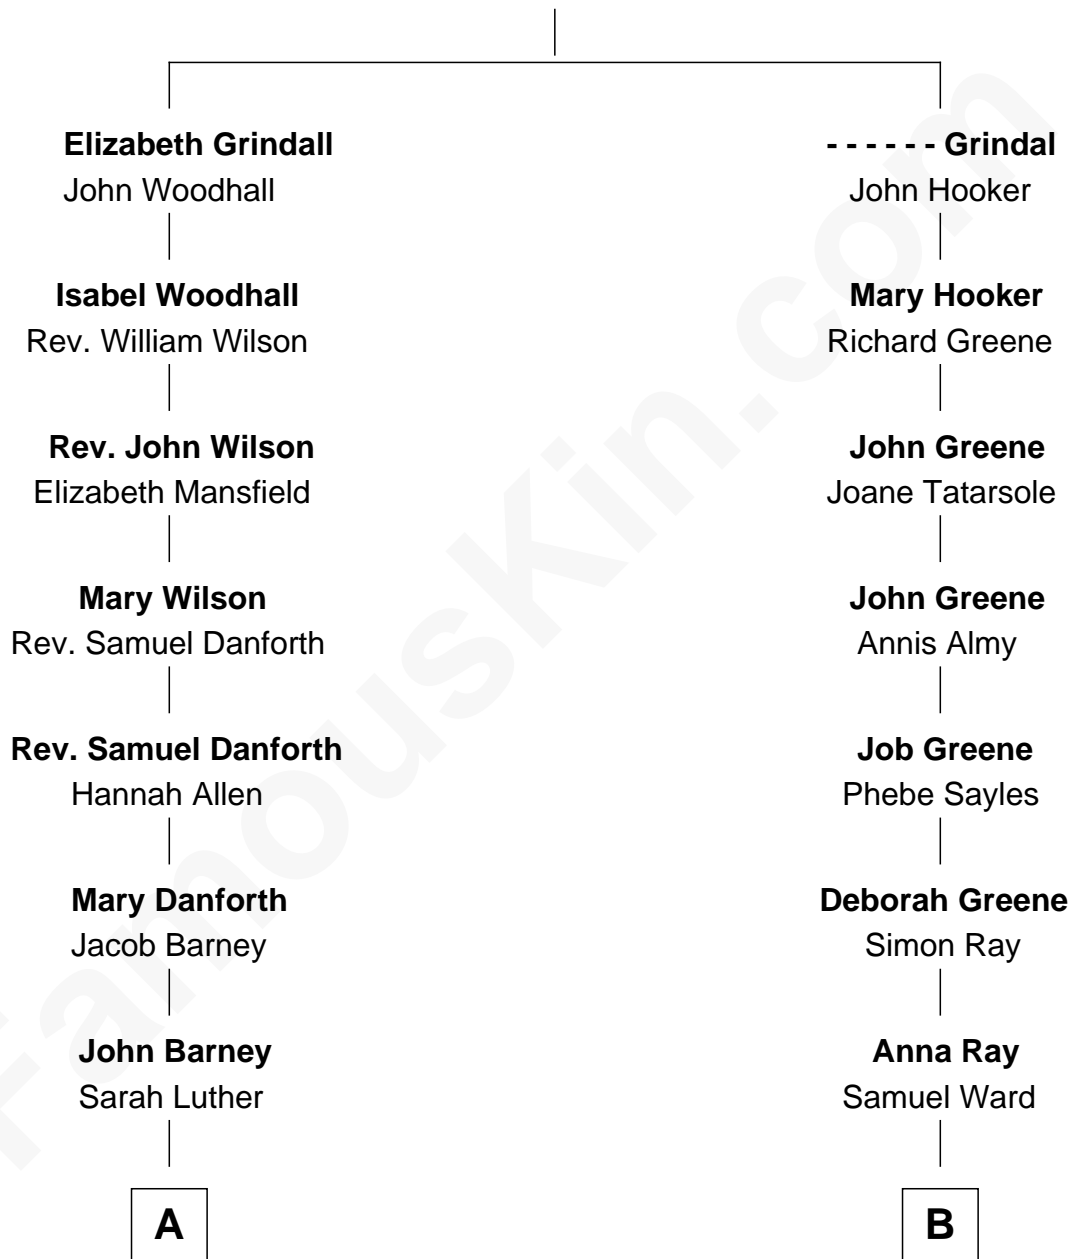 Elizabeth Grindall
John Woodhall
Isabel Woodhall
Rev. William Wilson
Rev. John Wilson
Elizabeth Mansfield
Mary Wilson
Rev. Samuel Danforth
Rev. Samuel Danforth
Hannah Allen
Mary Danforth
Jacob Barney
John Barney
Sarah Luther
A
- - - - - - Grindal
John Hooker
Mary Hooker
Richard Greene
John Greene
Joane Tatarsole
John Greene
Annis Almy
Job Greene
Phebe Sayles
Deborah Greene
Simon Ray
Anna Ray
Samuel Ward
B
FamousKin.com